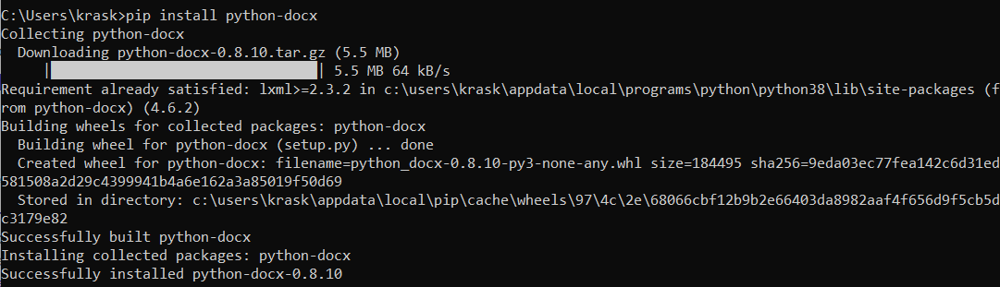 C:\Users\krask>pip install python-docx
Collecting python-docx
  Downloading python-docx-0.8.10.tar.gz (5.5 MB)
     |████████████████████████████████| 5.5 MB 64 kB/s
Requirement already satisfied: lxml>=2.3.2 in c:\users\krask\appdata\local\programs\python\python38\lib\site-packages (f
rom python-docx) (4.6.2)
Building wheels for collected packages: python-docx
  Building wheel for python-docx (setup.py) ... done
  Created wheel for python-docx: filename=python_docx-0.8.10-py3-none-any.whl size=184495 sha256=9eda03ec77fea142c6d31ed
581508a2d29c4399941b4a6e162a3a85019f50d69
  Stored in directory: c:\users\krask\appdata\local\pip\cache\wheels\97\4c\2e\68066cbf12b9b2e66403da8982aaf4f656d9f5cb5d
c3179e82
Successfully built python-docx
Installing collected packages: python-docx
Successfully installed python-docx-0.8.10